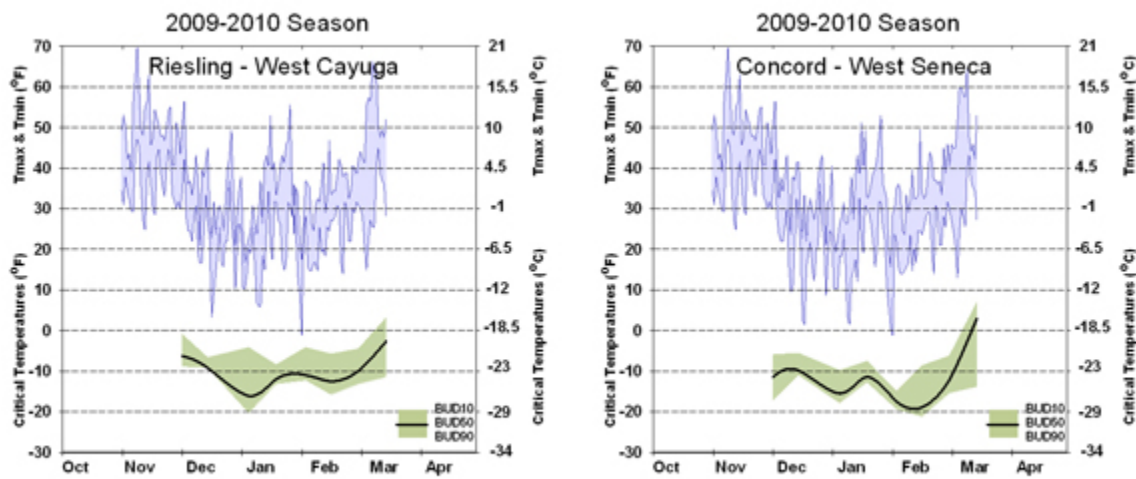 2009-2010 Season
Riesling - West Cayuga
Tmax & Tmin (°F)
Critical Temperatures (°F)
70
60
50
40
30
20
10
0
-10
-20
-30
21
15.5
10
4.5
-1
-6.5
-12
-18.5
-23
-29
-34
Tmax & Tmin (°C)
Critical Temperatures (°C)
BUD10
BUD50
BUD90
Oct Nov Dec Jan Feb Mar Apr
2009-2010 Season
Concord - West Seneca
Tmax & Tmin (°F)
Critical Temperatures (°F)
70
60
50
40
30
20
10
0
-10
-20
-30
21
15.5
10
4.5
-1
-6.5
-12
-18.5
-23
-29
-34
Tmax & Tmin (°C)
Critical Temperatures (°C)
BUD10
BUD50
BUD90
Oct Nov Dec Jan Feb Mar Apr